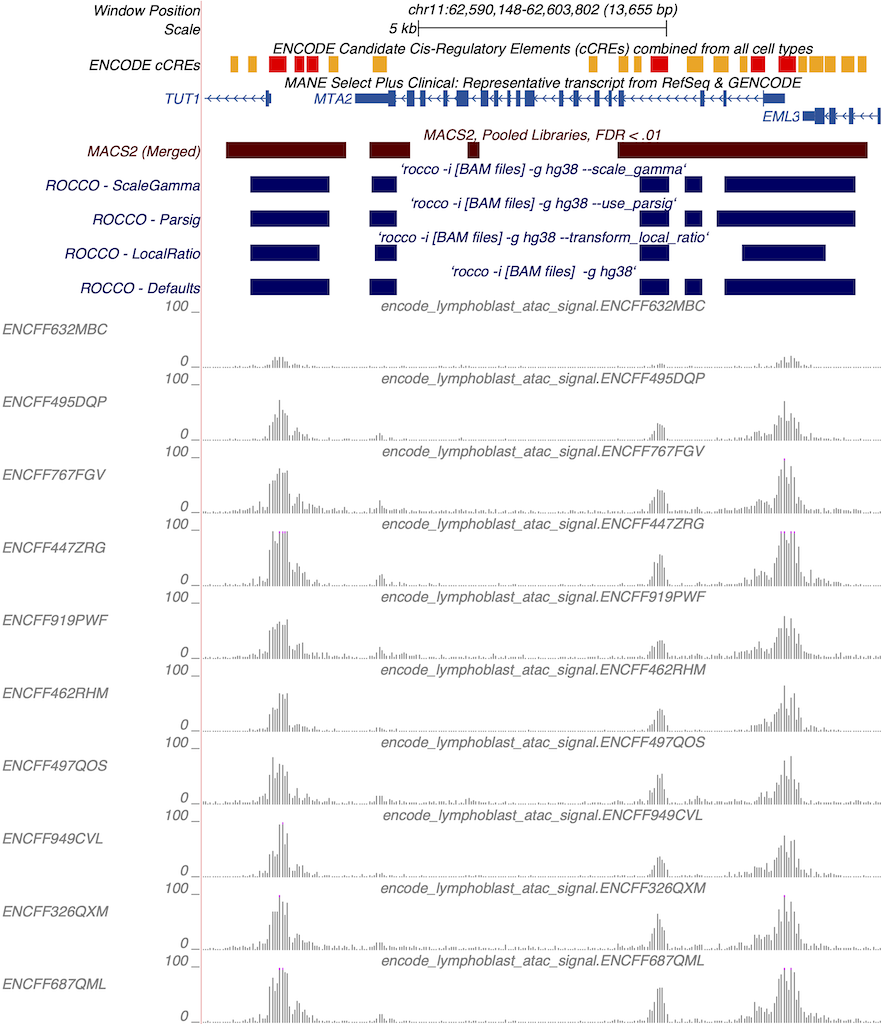 Window Position chr11:62,590,148-62,603,802 (13,655 bp)
Scale 5 kb
ENCODE Candidate Cis-Regulatory Elements (cCREs) combined from all cell types
ENCODE cCREs
MANE Select Plus Clinical: Representative transcript from RefSeq & GENCODE
TUT1 MTA2
EML3
MACS2, Pooled Libraries, FDR < .01
MACS2 (Merged)
‘rocco -i [BAM files] -g hg38 --scale_gamma‘
ROCCO - ScaleGamma
‘rocco -i [BAM files] -g hg38 --use_parsig‘
ROCCO - Parsig
‘rocco -i [BAM files] -g hg38 --transform_local_ratio‘
ROCCO - LocalRatio
‘rocco -i [BAM files]  -g hg38‘
ROCCO - Defaults
100 encode_lymphoblast_atac_signal.ENCFF632MBC
ENCFF632MBC
0
100 encode_lymphoblast_atac_signal.ENCFF495DQP
ENCFF495DQP
0
100 encode_lymphoblast_atac_signal.ENCFF767FGV
ENCFF767FGV
0
100 encode_lymphoblast_atac_signal.ENCFF447ZRG
ENCFF447ZRG
0
100 encode_lymphoblast_atac_signal.ENCFF919PWF
ENCFF919PWF
0
100 encode_lymphoblast_atac_signal.ENCFF462RHM
ENCFF462RHM
0
100 encode_lymphoblast_atac_signal.ENCFF497QOS
ENCFF497QOS
0
100 encode_lymphoblast_atac_signal.ENCFF949CVL
ENCFF949CVL
0
100 encode_lymphoblast_atac_signal.ENCFF326QXM
ENCFF326QXM
0
100 encode_lymphoblast_atac_signal.ENCFF687QML
ENCFF687QML
0